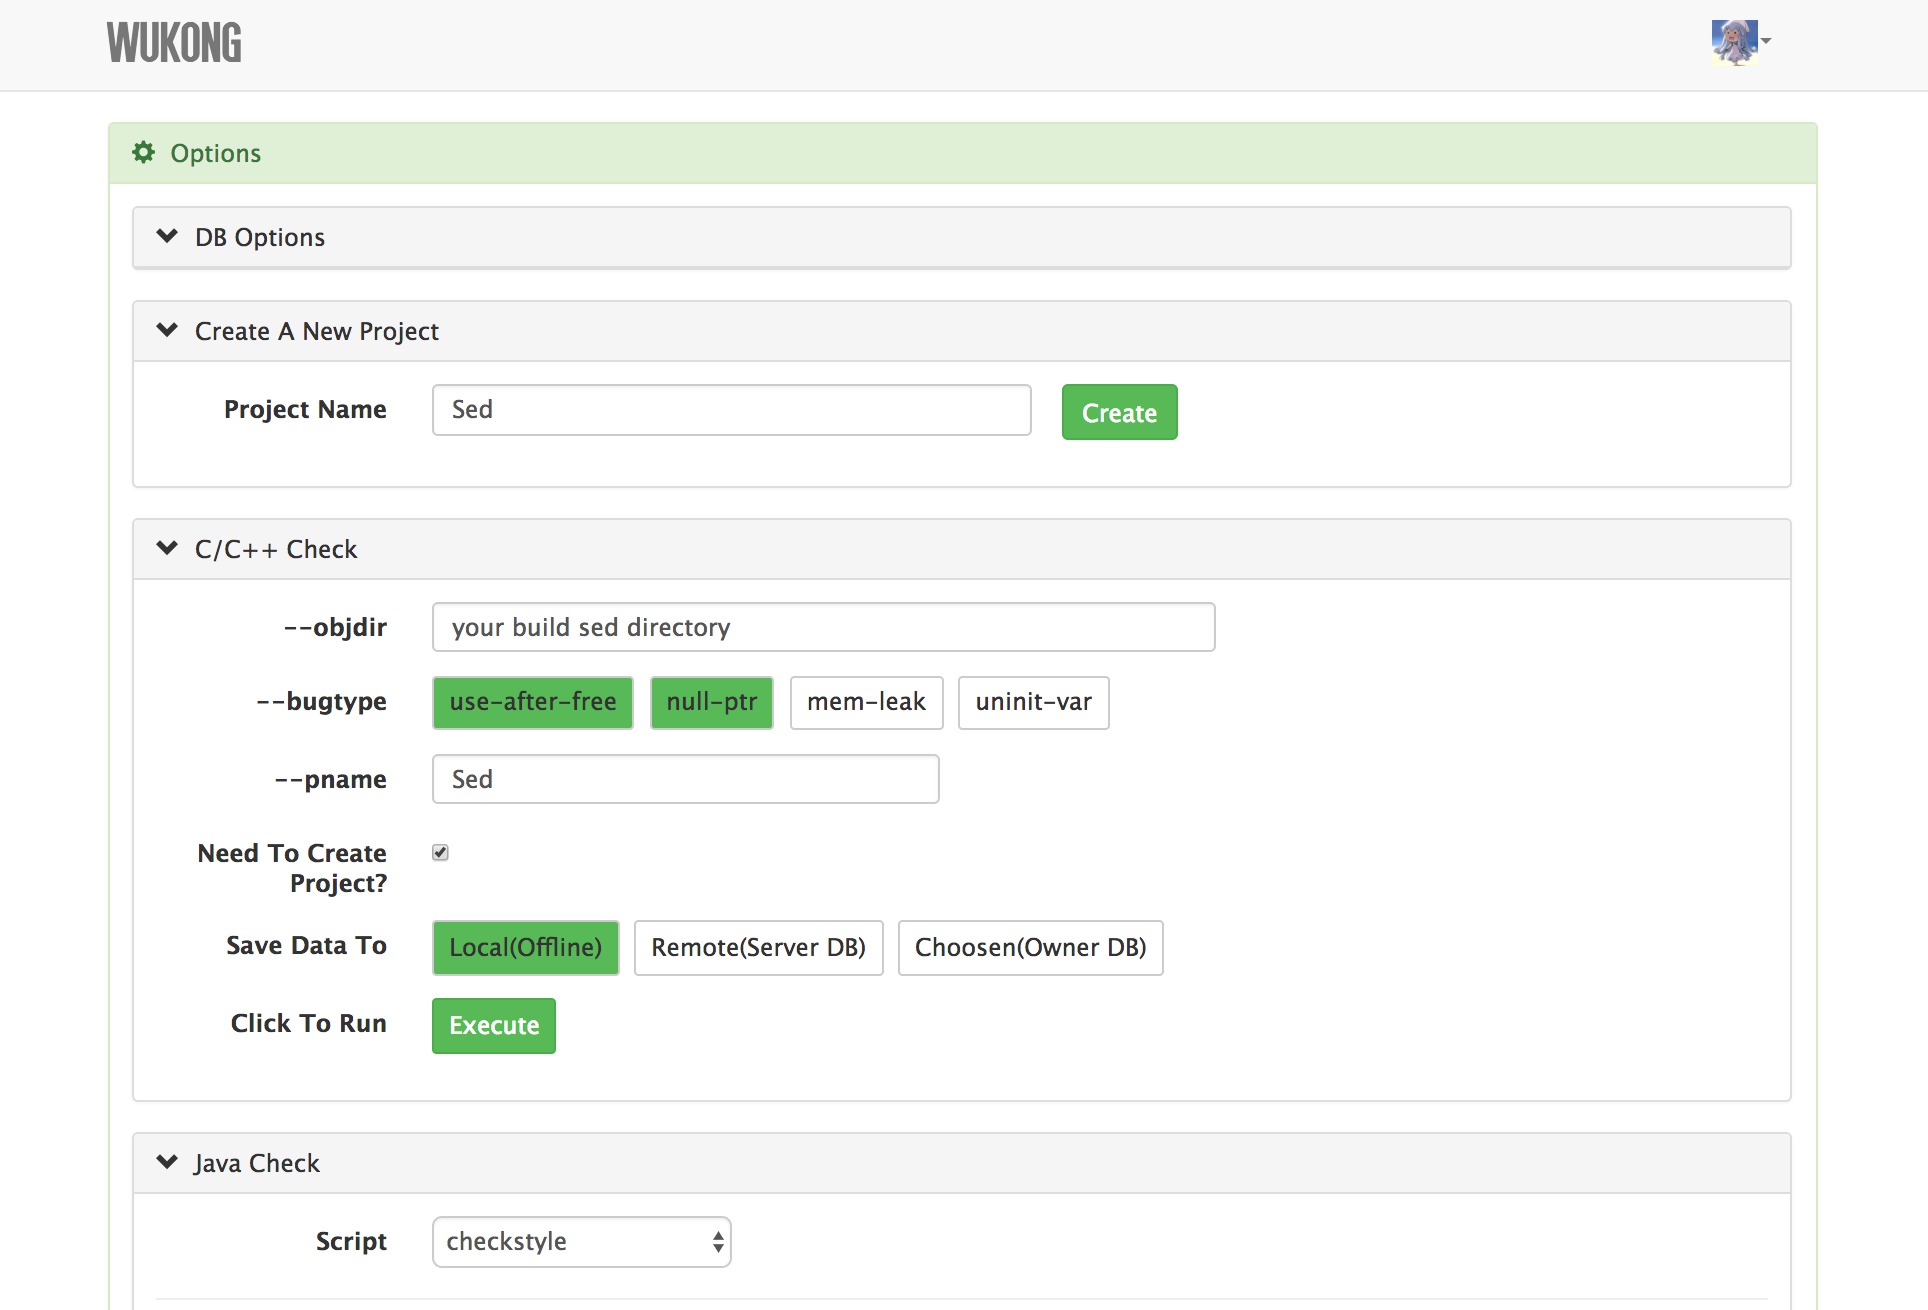 WUKONG
Options
DB Options
Create A New Project
Project Name Sed Create
C/C++ Check
--objdir your build sed directory
--bugtype use-after-free null-ptr mem-leak uninit-var
--pname Sed
Need To Create
Project?
Save Data To Local(Offline) Remote(Server DB) Choosen(Owner DB)
Click To Run Execute
Java Check
Script checkstyle